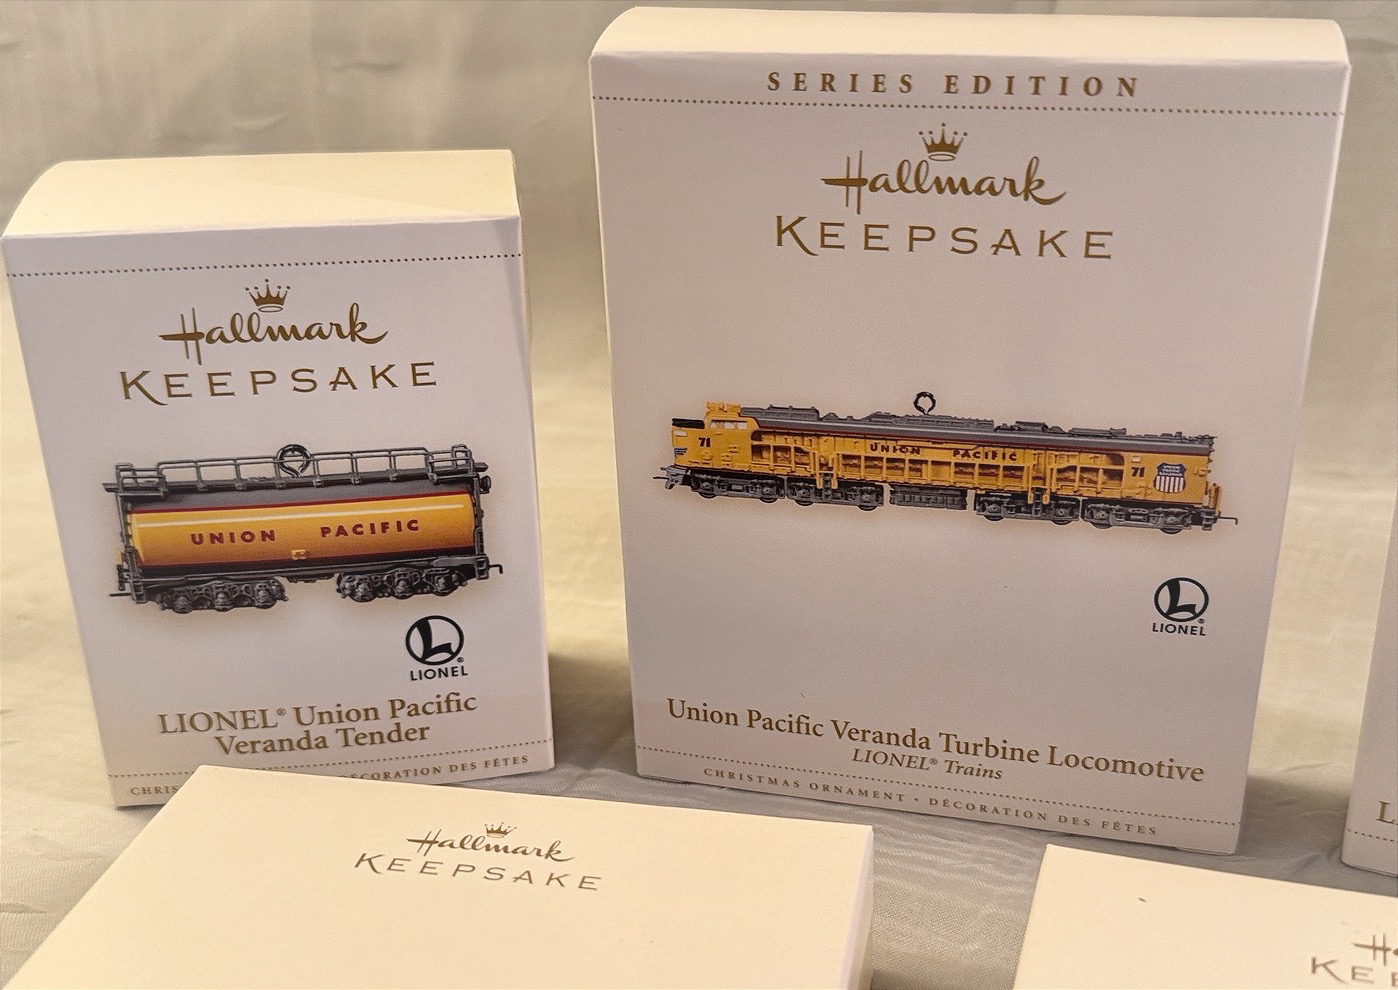 Hallmark
KEEPSAKE
UNION PACIFIC
L
LIONEL®
LIONEL® Union Pacific
Veranda Tender
DÉCORATION DES FÊTES
SERIES EDITION
Hallmark
KEEPSAKE
71
UNION PACIFIC
71
L
LIONEL®
Union Pacific Veranda Turbine Locomotive
LIONEL® Trains
CHRISTMAS ORNAMENT • DÉCORATION DES FÊTES
Hallmark
KEEPSAKE